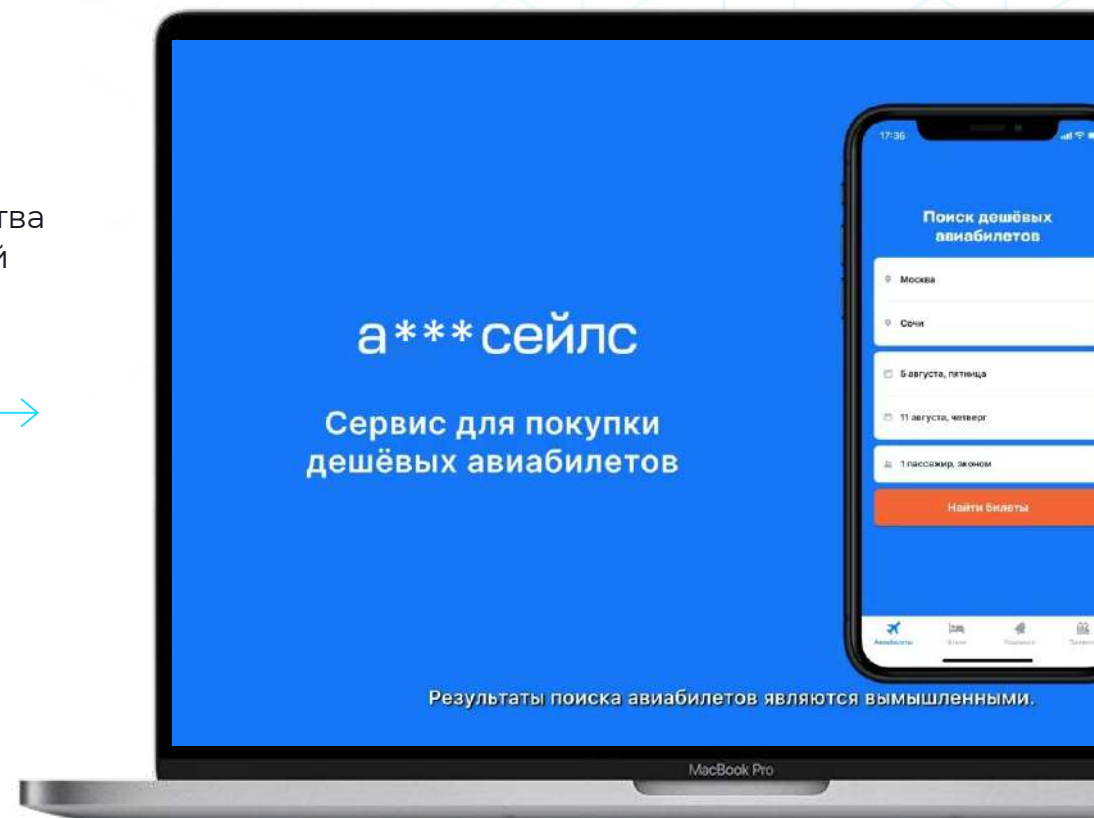 тва
й
17:36
Поиск дешёвых
авиабилетов
Москва
Сочи
5 августа, пятница
11 августа, четверг
1 пассажир, эконом
Найти билеты
Авиабилеты
а***сейлс
Сервис для покупки
дешёвых авиабилетов
Результаты поиска авиабилетов являются вымышленными.
MacBook Pro